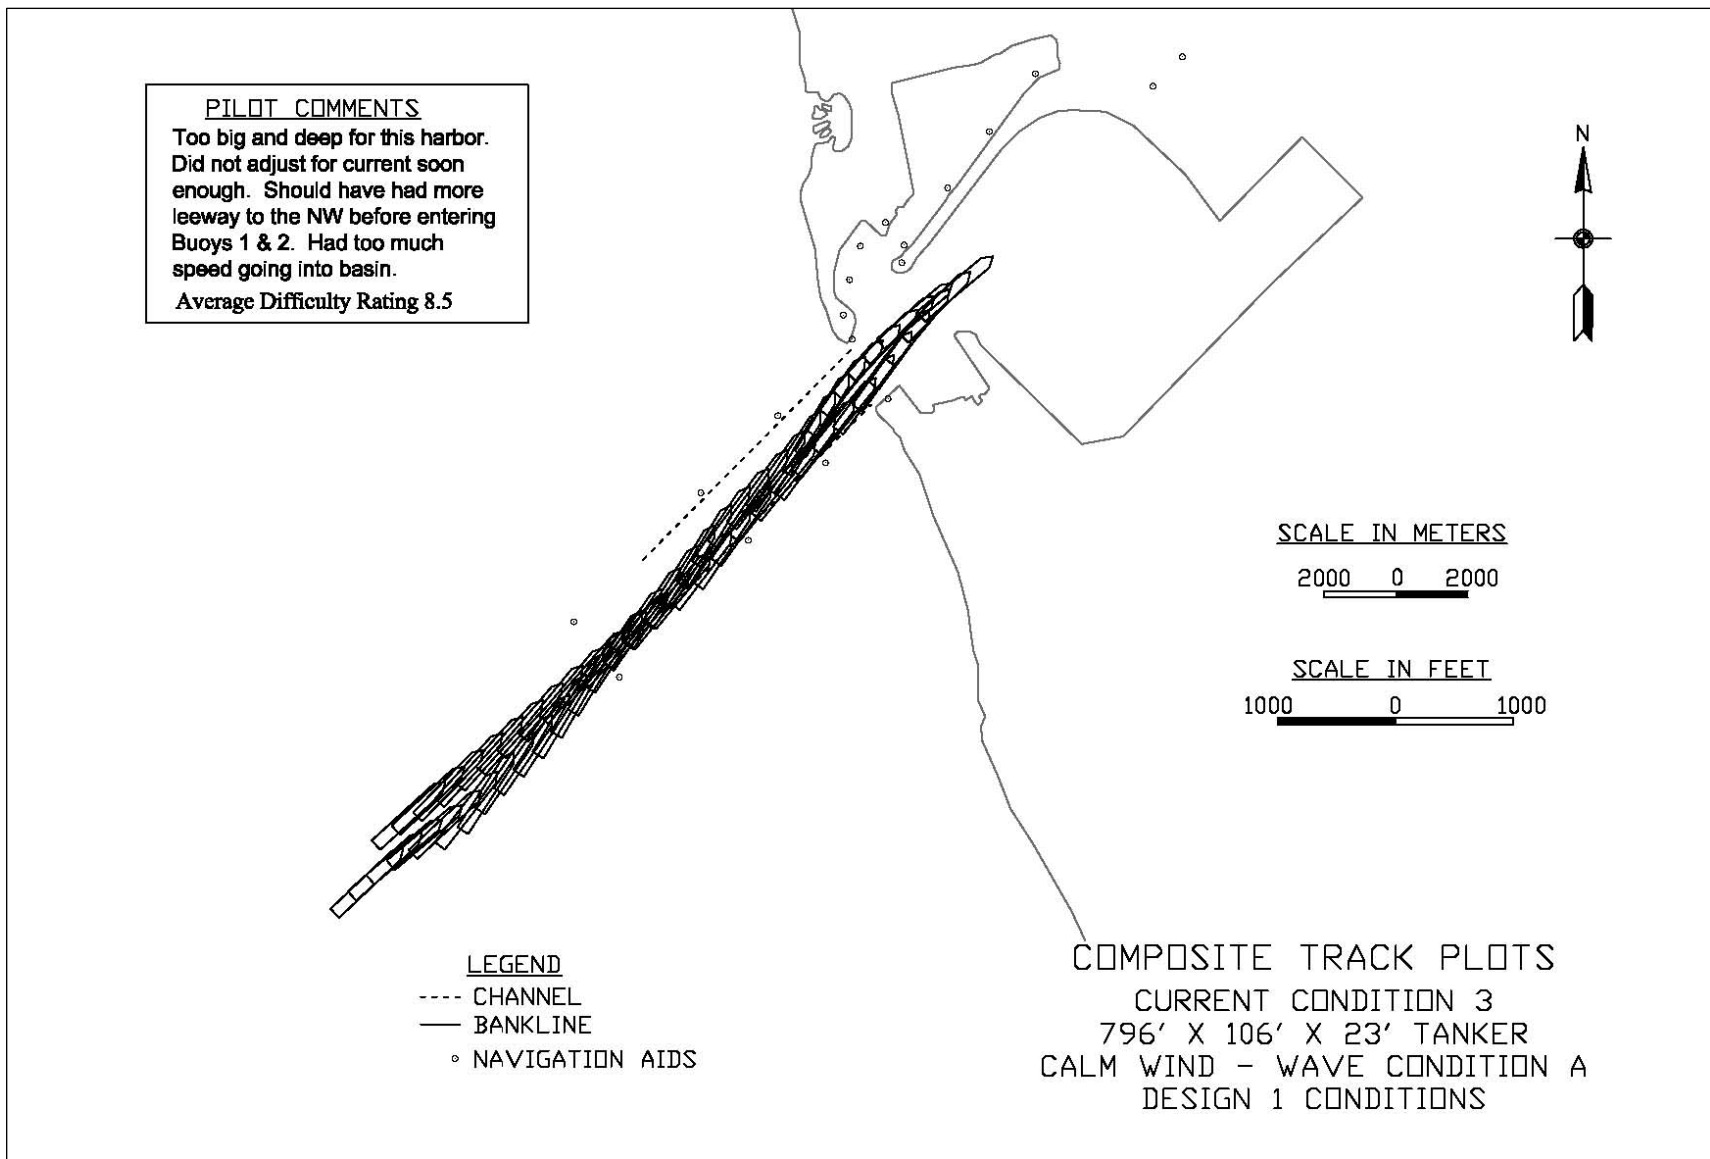 PILOT COMMENTS
Too big and deep for this harbor.
Did not adjust for current soon
enough. Should have had more
leeway to the NW before entering
Buoys 1 & 2. Had too much
speed going into basin.
Average Difficulty Rating 8.5
N
SCALE IN METERS
2000 0 2000
SCALE IN FEET
1000 0 1000
LEGEND
CHANNEL
BANKLINE
NAVIGATION AIDS
COMPOSITE TRACK PLOTS
CURRENT CONDITION 3
796' X 106' X 23' TANKER
CALM WIND - WAVE CONDITION A
DESIGN 1 CONDITIONS